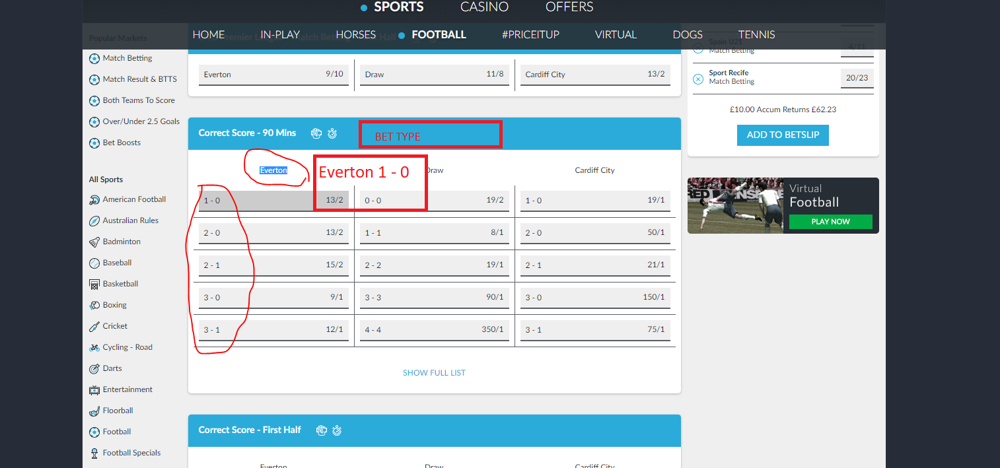 SPORTS CASINO OFFERS
HOME IN-PLAY HORSES FOOTBALL #PRICEITUP VIRTUAL DOGS TENNIS
Popular Markets
Match Betting
Match Result & BTTS
Both Teams To Score
Over/Under 2.5 Goals
Bet Boosts
All Sports
American Football
Australian Rules
Badminton
Baseball
Basketball
Boxing
Cricket
Cycling - Road
Darts
Entertainment
Floorball
Football
Football Specials
Everton 9/10 Draw 11/8 Cardiff City 13/2
Correct Score - 90 Mins BET TYPE
Everton Everton 1 - 0 Draw Cardiff City
1 - 0 13/2 0 - 0 19/2 1 - 0 19/1
2 - 0 13/2 1 - 1 8/1 2 - 0 50/1
2 - 1 15/2 2 - 2 19/1 2 - 1 21/1
3 - 0 9/1 3 - 3 90/1 3 - 0 150/1
3 - 1 12/1 4 - 4 350/1 3 - 1 75/1
SHOW FULL LIST
Correct Score - First Half
Everton Draw Cardiff City
Spain U21
Match Betting 4/11
Sport Recife
Match Betting 20/23
£10.00 Accum Returns £62.23
ADD TO BETSLIP
Virtual
Football
PLAY NOW